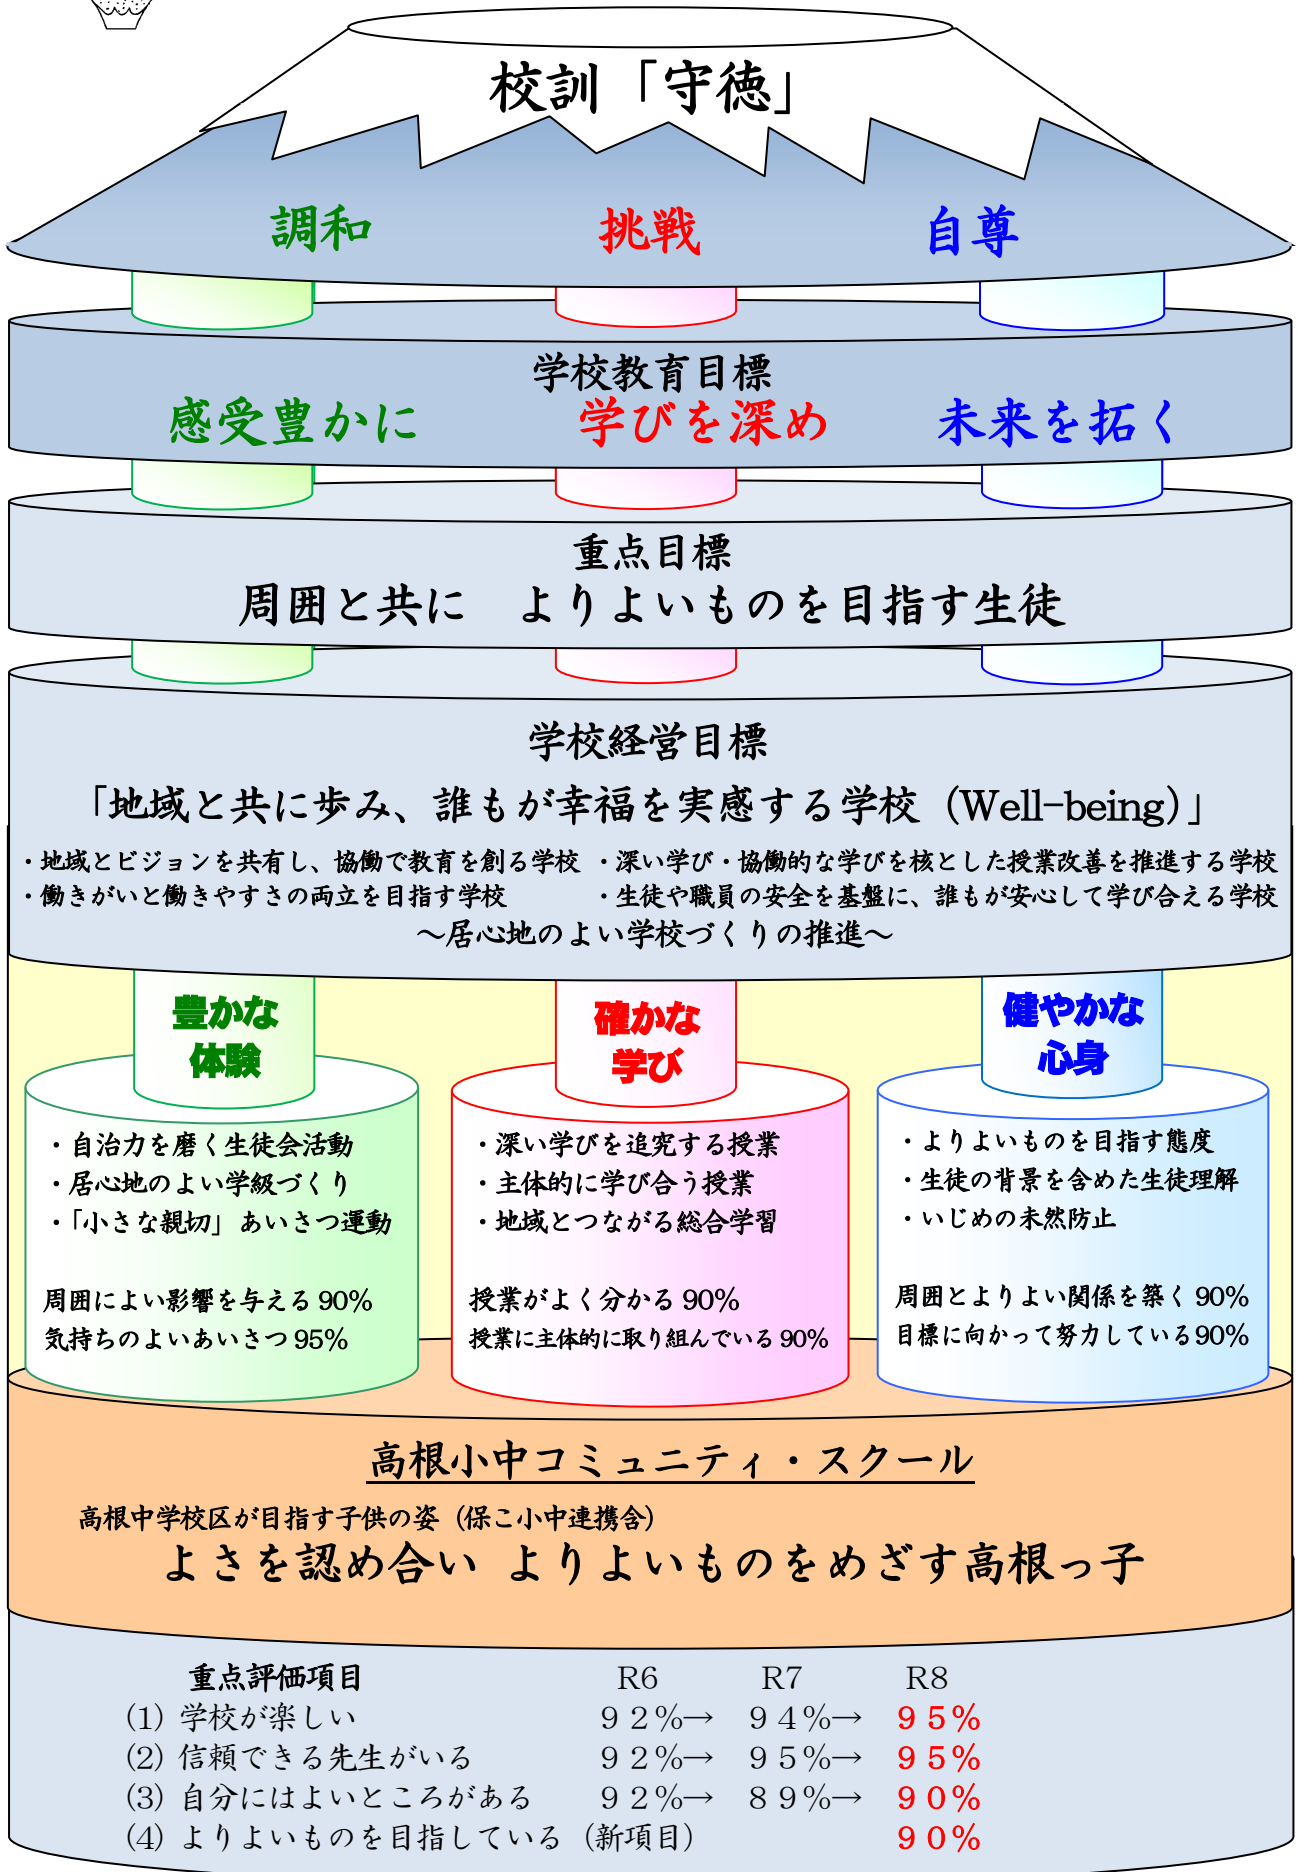 校訓「守徳」
調和 挑戦 自尊
学校教育目標
感受豊かに 学びを深め 未来を拓く
重点目標
周囲と共に　よりよいものを目指す生徒
学校経営目標
「地域と共に歩み、誰もが幸福を実感する学校（Well-being）」
・地域とビジョンを共有し、協働で教育を創る学校 ・深い学び・協働的な学びを核とした授業改善を推進する学校
・働きがいと働きやすさの両立を目指す学校 ・生徒や職員の安全を基盤に、誰もが安心して学び合える学校
～居心地のよい学校づくりの推進～
豊かな
体験
・自治力を磨く生徒会活動
・居心地のよい学級づくり
・「小さな親切」あいさつ運動
周囲によい影響を与える 90%
気持ちのよいあいさつ 95%
確かな
学び
・深い学びを追究する授業
・主体的に学び合う授業
・地域とつながる総合学習
授業がよく分かる 90%
授業に主体的に取り組んでいる 90%
健やかな
心身
・よりよいものを目指す態度
・生徒の背景を含めた生徒理解
・いじめの未然防止
周囲とよりよい関係を築く 90%
目標に向かって努力している90%
高根小中コミュニティ・スクール
高根中学校区が目指す子供の姿（保こ小中連携含）
よさを認め合い よりよいものをめざす高根っ子
重点評価項目 R6 R7 R8
(1) 学校が楽しい ９２%→ ９４%→ ９５%
(2) 信頼できる先生がいる ９２%→ ９５%→ ９５%
(3) 自分にはよいところがある ９２%→ ８９%→ ９０%
(4) よりよいものを目指している（新項目） ９０%